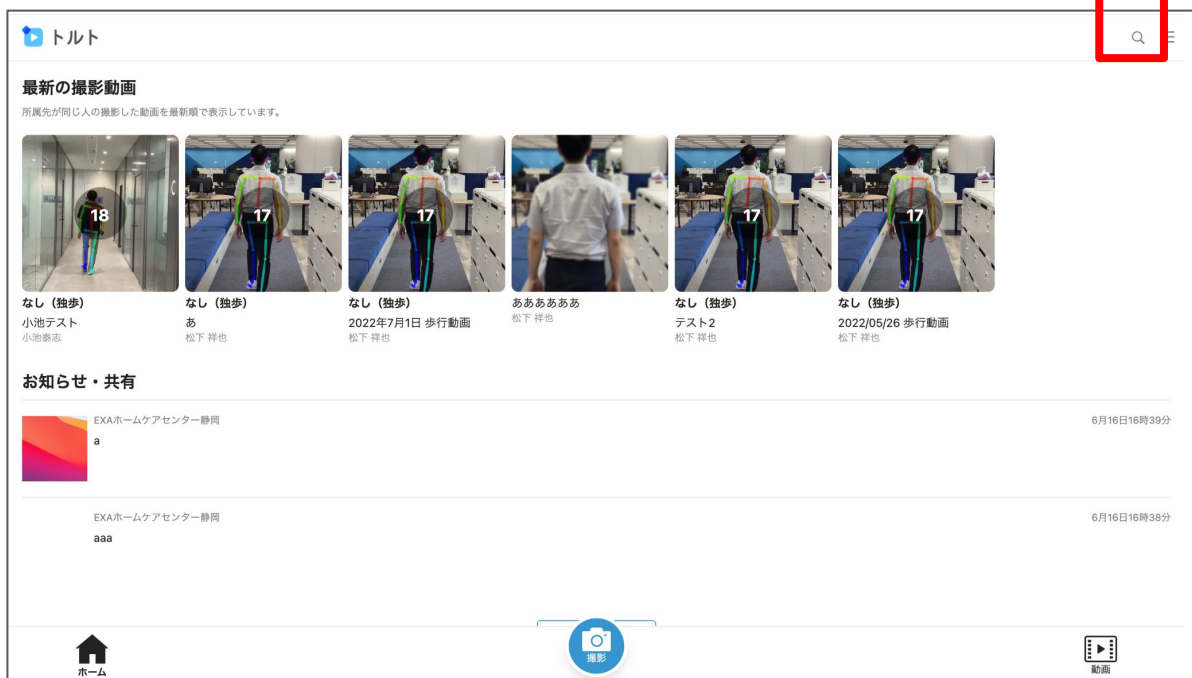 トルト
最新の撮影動画
所属先が同じ人の撮影した動画を最新順で表示しています。
18
17
17
17
17
なし（独歩）
小池テスト
小池泰志
なし（独歩）
あ
松下 祥也
なし（独歩）
2022年7月1日 歩行動画
松下 祥也
ああああああ
松下 祥也
なし（独歩）
テスト2
松下 祥也
なし（独歩）
2022/05/26 歩行動画
松下 祥也
お知らせ・共有
EXAホームケアセンター静岡
6月16日16時39分
a
EXAホームケアセンター静岡
6月16日16時38分
aaa
ホーム
撮影
動画